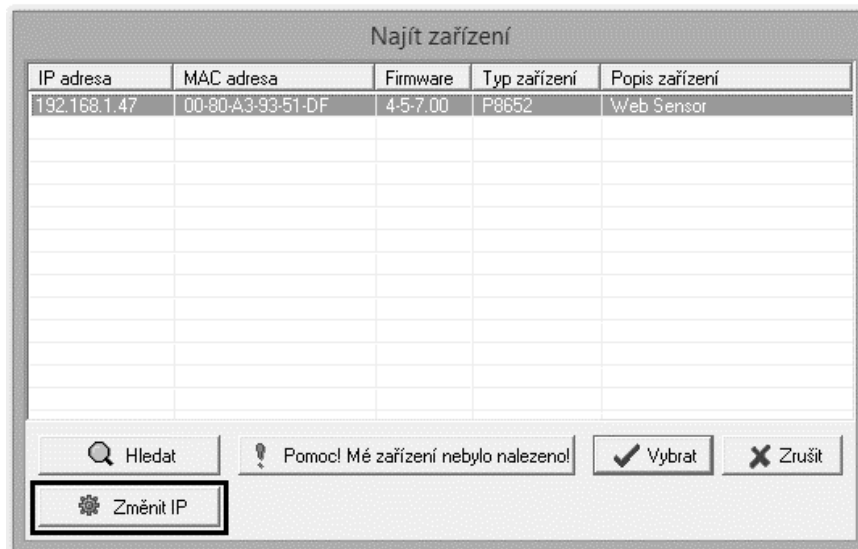 Najít zařízení
IP adresa MAC adresa Firmware Typ zařízení Popis zařízení
192.168.1.47 00-80-A3-93-51-DF 4-5-7.00 P8652 Web Sensor
Hledat Pomoc! Mé zařízení nebylo nalezeno! Vybrat Zrušit
Změnit IP